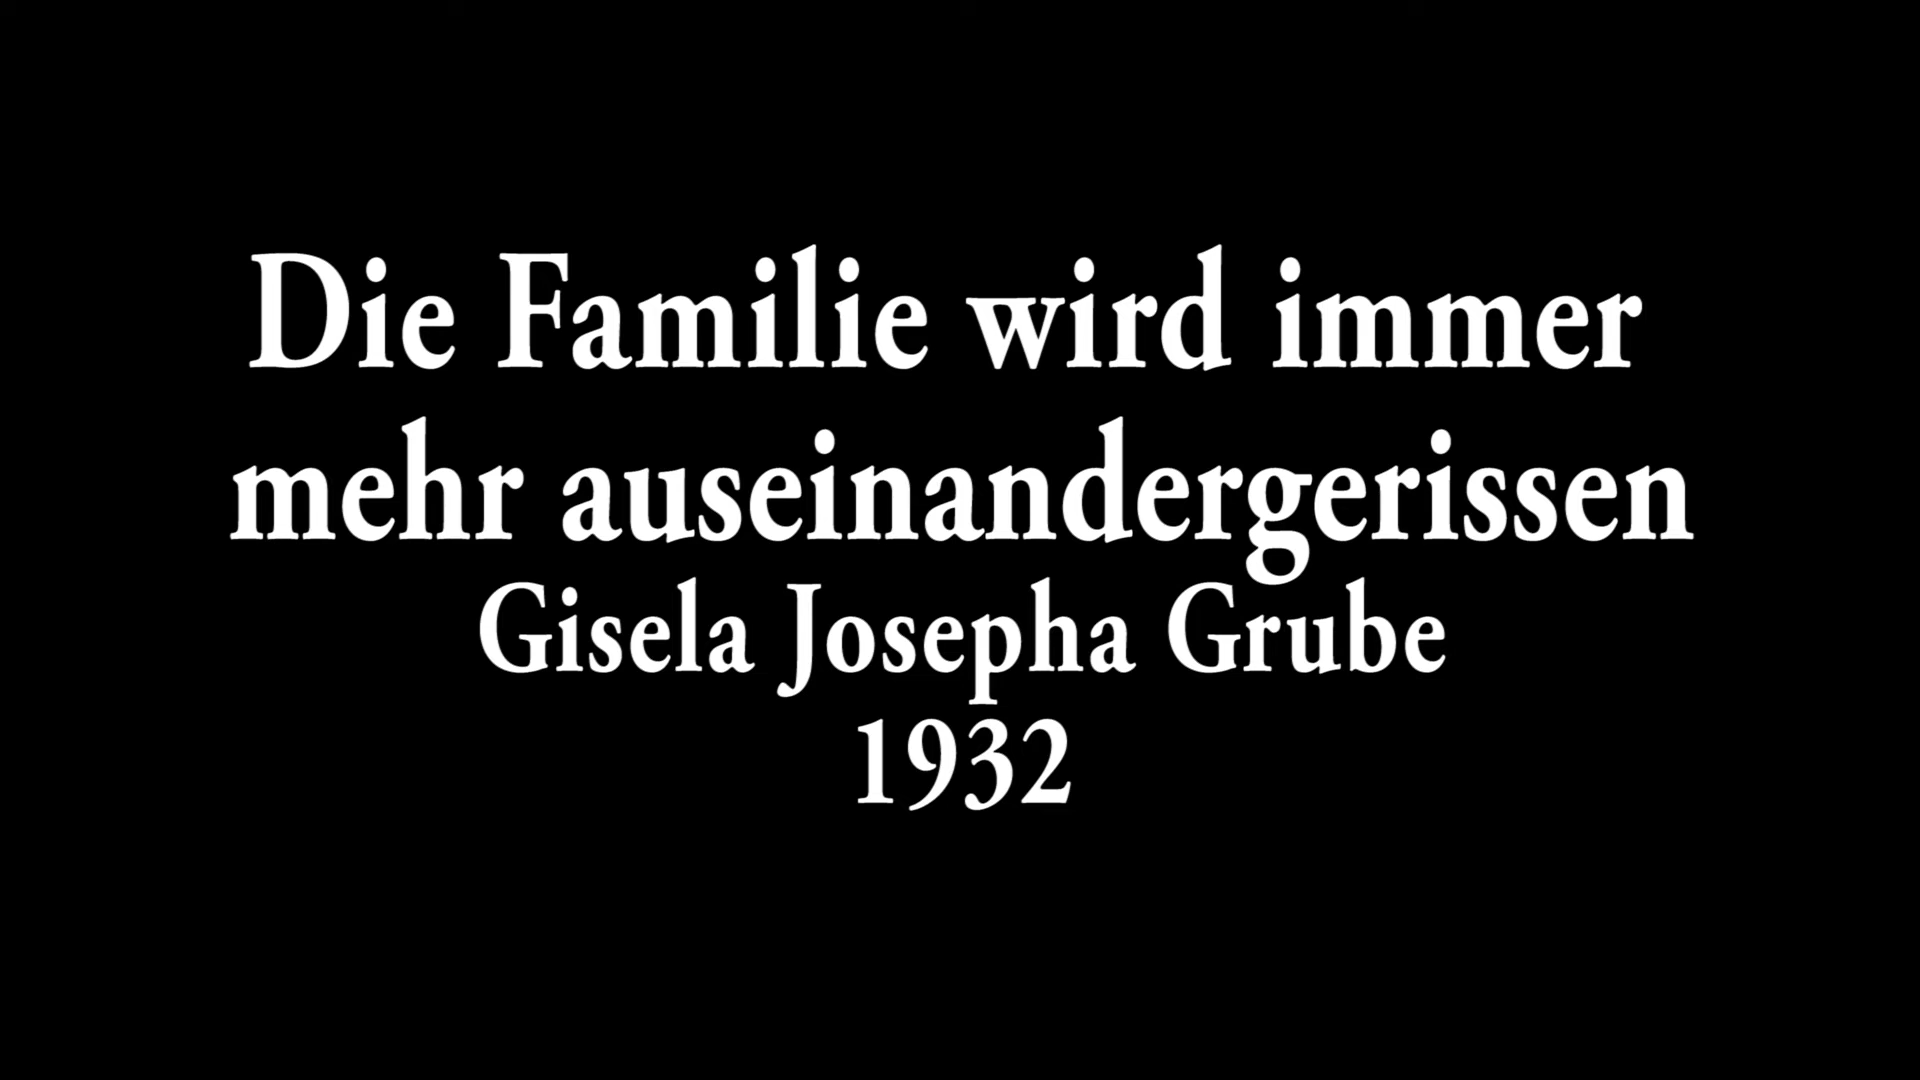 Die Familie wird immer
mehr auseinandergerissen
Gisela Josepha Grube
1932